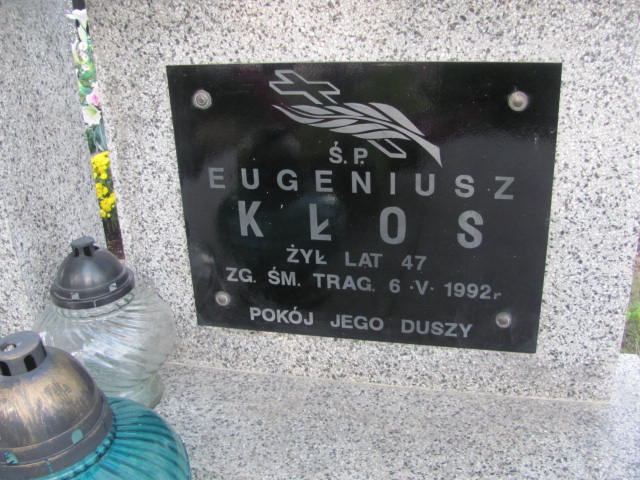 Ś.P.
EUGENIUSZ
KŁOS
ŻYŁ LAT 47
ZG. ŚM. TRAG. 6·V·1992r
POKÓJ JEGO DUSZY